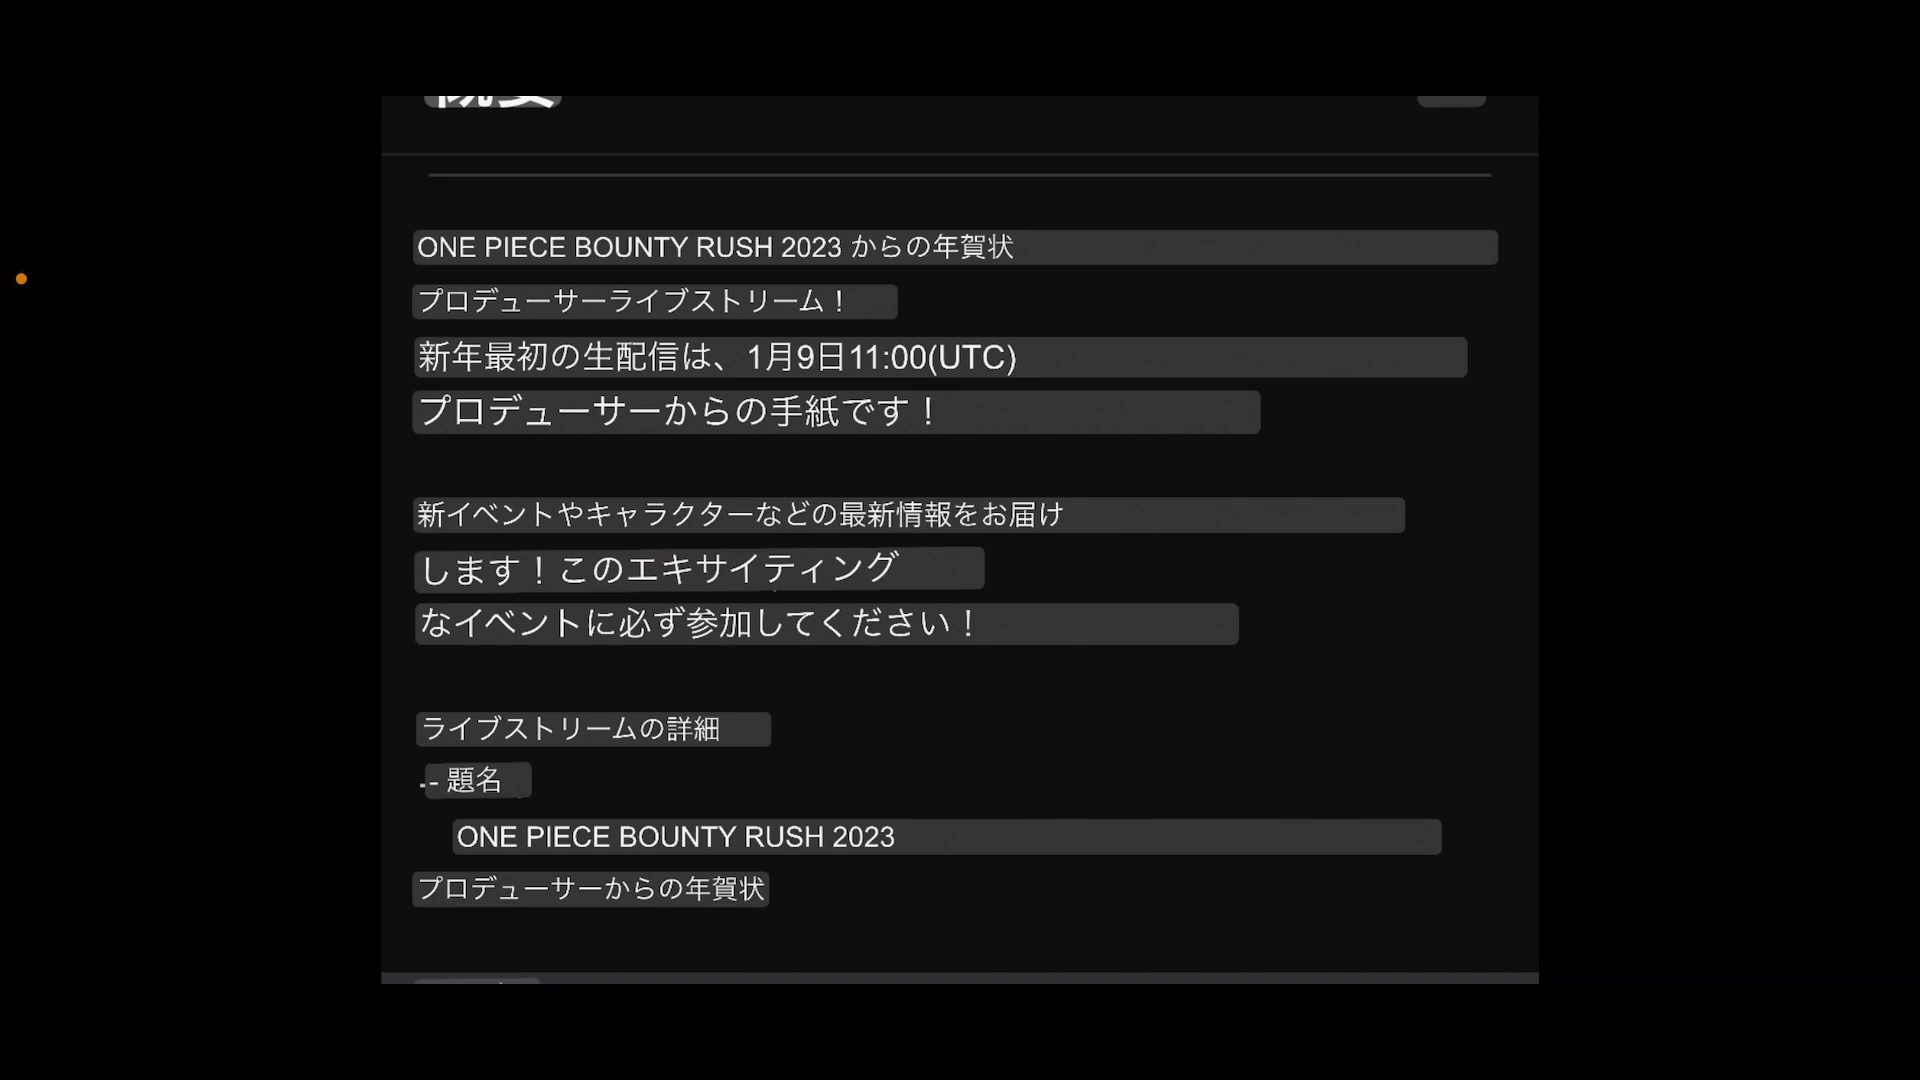 概要
ONE PIECE BOUNTY RUSH 2023 からの年賀状
プロデューサーライブストリーム！
新年最初の生配信は、1月9日11:00(UTC)
プロデューサーからの手紙です！
新イベントやキャラクターなどの最新情報をお届け
します！このエキサイティング
なイベントに必ず参加してください！
ライブストリームの詳細
-- 題名
ONE PIECE BOUNTY RUSH 2023
プロデューサーからの年賀状